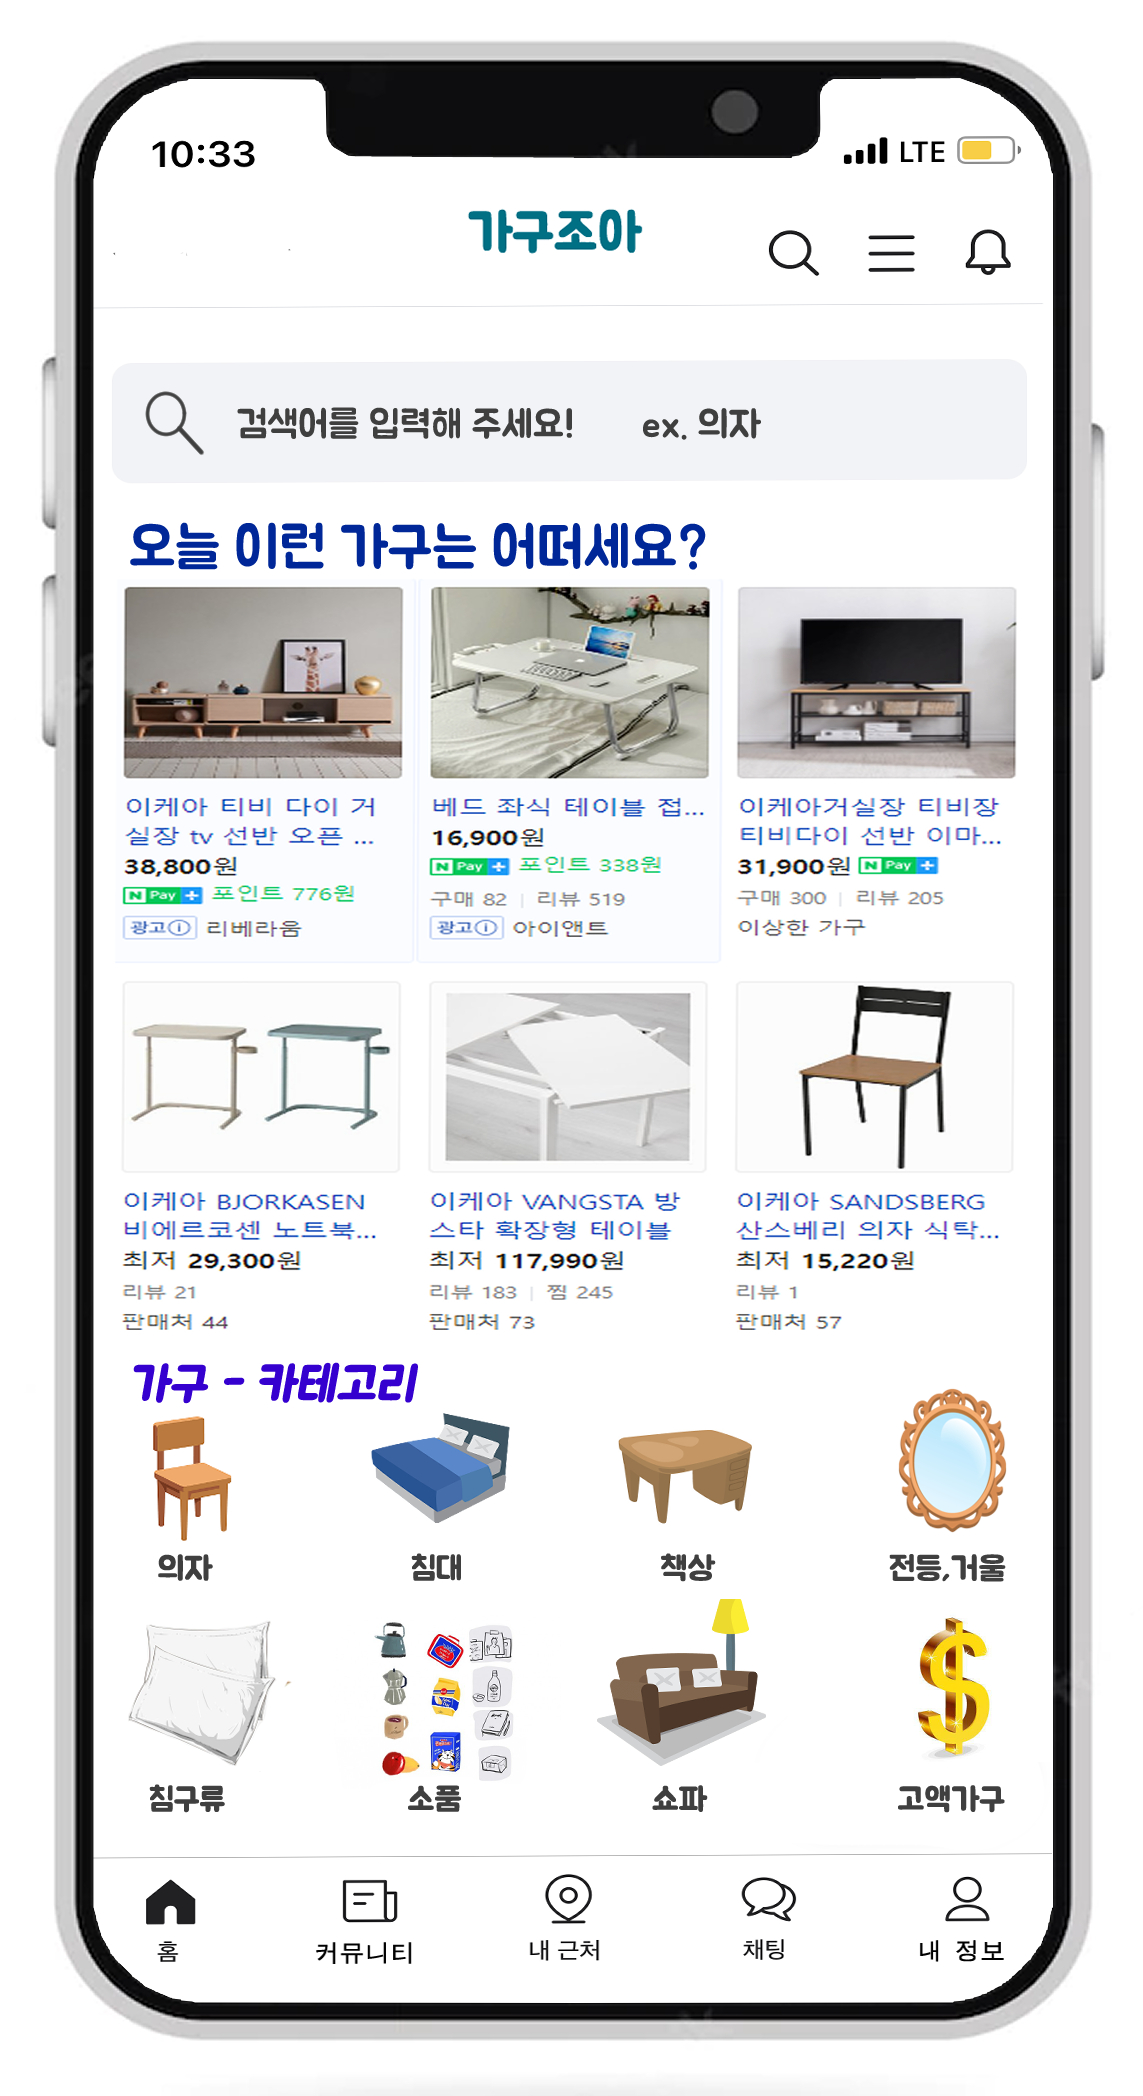 10:33
LTE
가구조아
검색어를 입력해 주세요! ex. 의자
오늘 이런 가구는 어떠세요?
이케아 티비 다이 거
실장 tv 선반 오픈 ...
38,800원
N Pay + 포인트 776원
광고ⓘ 리베라움
베드 좌식 테이블 접...
16,900원
N Pay + 포인트 338원
구매 82 | 리뷰 519
광고ⓘ 아이앤트
이케아거실장 티비장
티비다이 선반 이마...
31,900원 N Pay +
구매 300 | 리뷰 205
이상한 가구
이케아 BJORKASEN
비에르코센 노트북...
최저 29,300원
리뷰 21
판매처 44
이케아 VANGSTA 방
스타 확장형 테이블
최저 117,990원
리뷰 183 | 찜 245
판매처 73
이케아 SANDSBERG
산스베리 의자 식탁...
최저 15,220원
리뷰 1
판매처 57
가구 - 카테고리
의자
침대
책상
전등,거울
침구류
소품
쇼파
고액가구
홈
커뮤니티
내 근처
채팅
내 정보